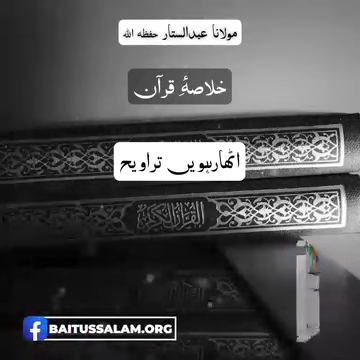 مولانا عبدالستار حفظہ اللہ
خلاصۂ قرآن
اٹھارہویں تراویح
القرآن الكريم
BAITUSSALAM.ORG